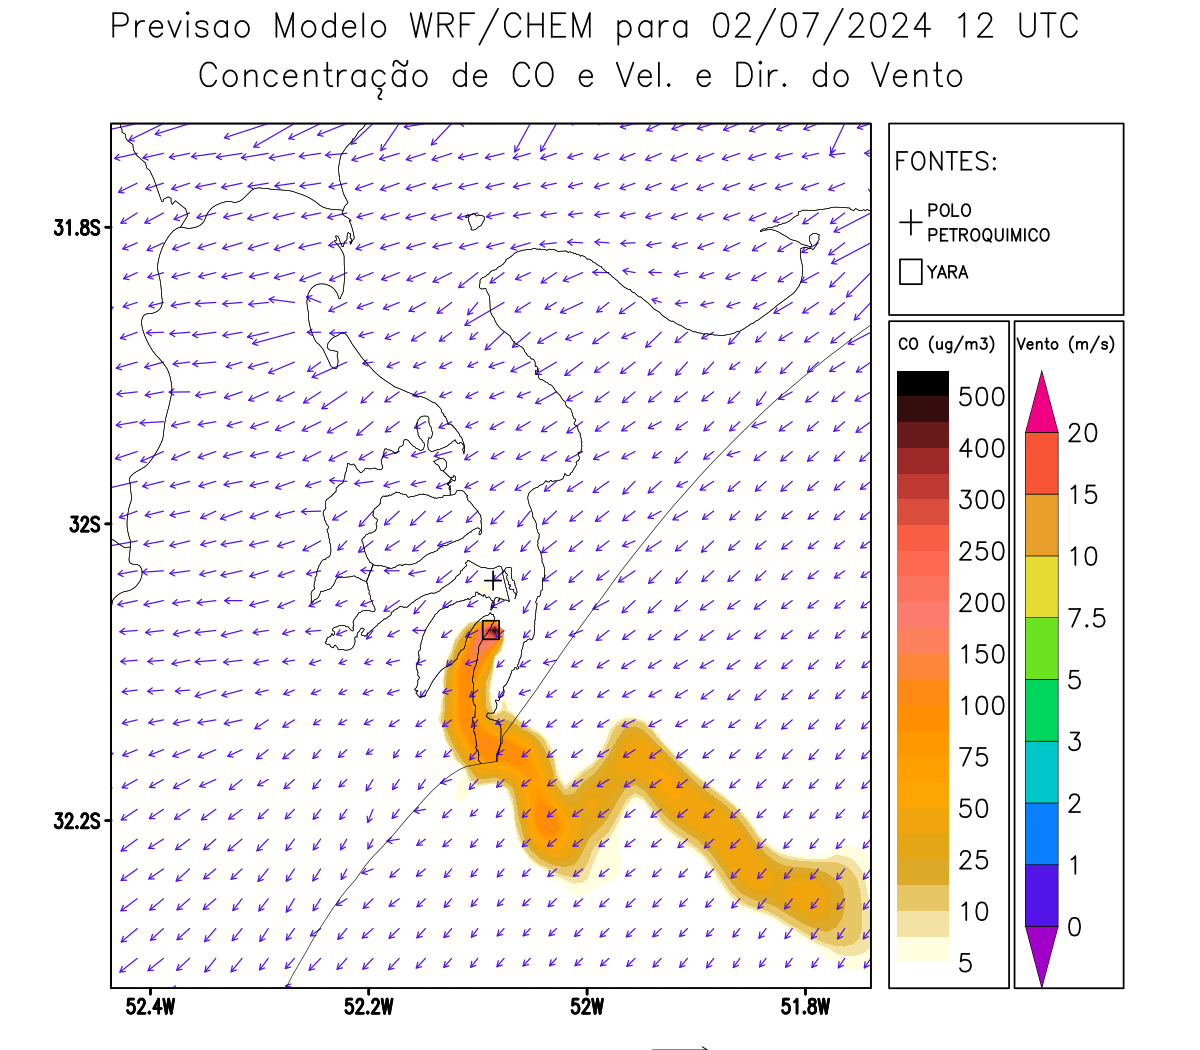 Previsao Modelo WRF/CHEM para 02/07/2024 12 UTC
Concentração de CO e Vel. e Dir. do Vento
FONTES:
POLO
PETROQUIMICO
YARA
CO (ug/m3)
500
400
300
250
200
150
100
75
50
25
10
5
Vento (m/s)
20
15
10
7.5
5
3
2
1
0
31.8S
32S
32.2S
52.4W
52.2W
52W
51.8W